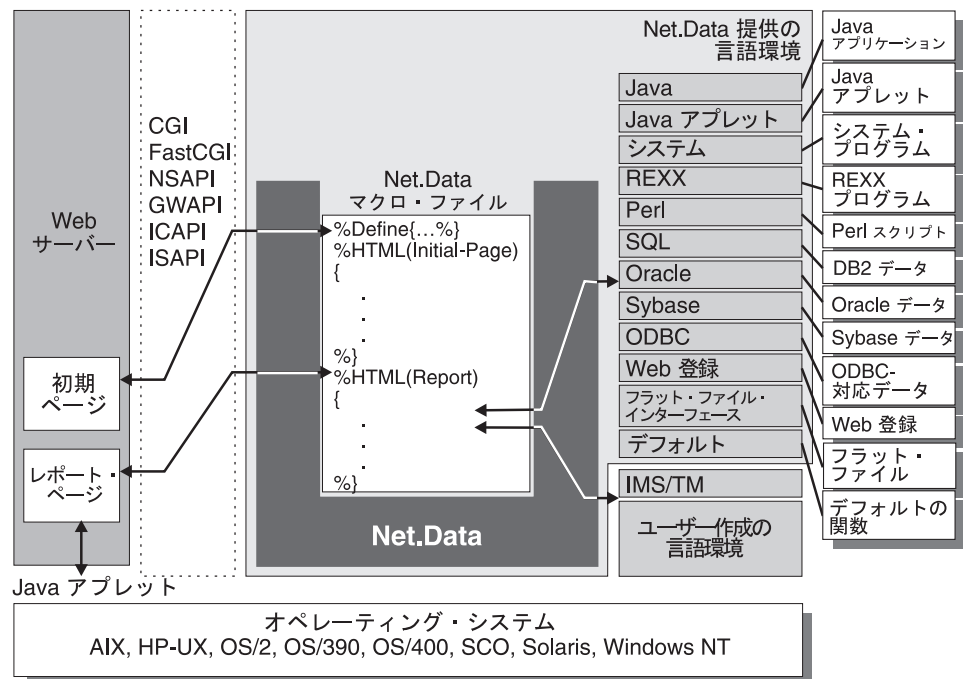 Web
サーバー
初期
ページ
レポート・
ページ
Java アプレット
CGI
FastCGI
NSAPI
GWAPI
ICAPI
ISAPI
Net.Data
マクロ・ファイル
%Define{...%}
%HTML(Initial-Page)
{
.
.
.
%}
%HTML(Report)
{
.
.
.
%}
Net.Data
Net.Data 提供の
言語環境
Java
Java アプレット
システム
REXX
Perl
SQL
Oracle
Sybase
ODBC
Web 登録
フラット・ファイル・
インターフェース
デフォルト
IMS/TM
ユーザー作成の
言語環境
Java
アプリケーション
Java
アプレット
システム・
プログラム
REXX
プログラム
Perl スクリプト
DB2 データ
Oracle データ
Sybase データ
ODBC-
対応データ
Web 登録
フラット・
ファイル
デフォルトの
関数
オペレーティング・システム
AIX, HP-UX, OS/2, OS/390, OS/400, SCO, Solaris, Windows NT